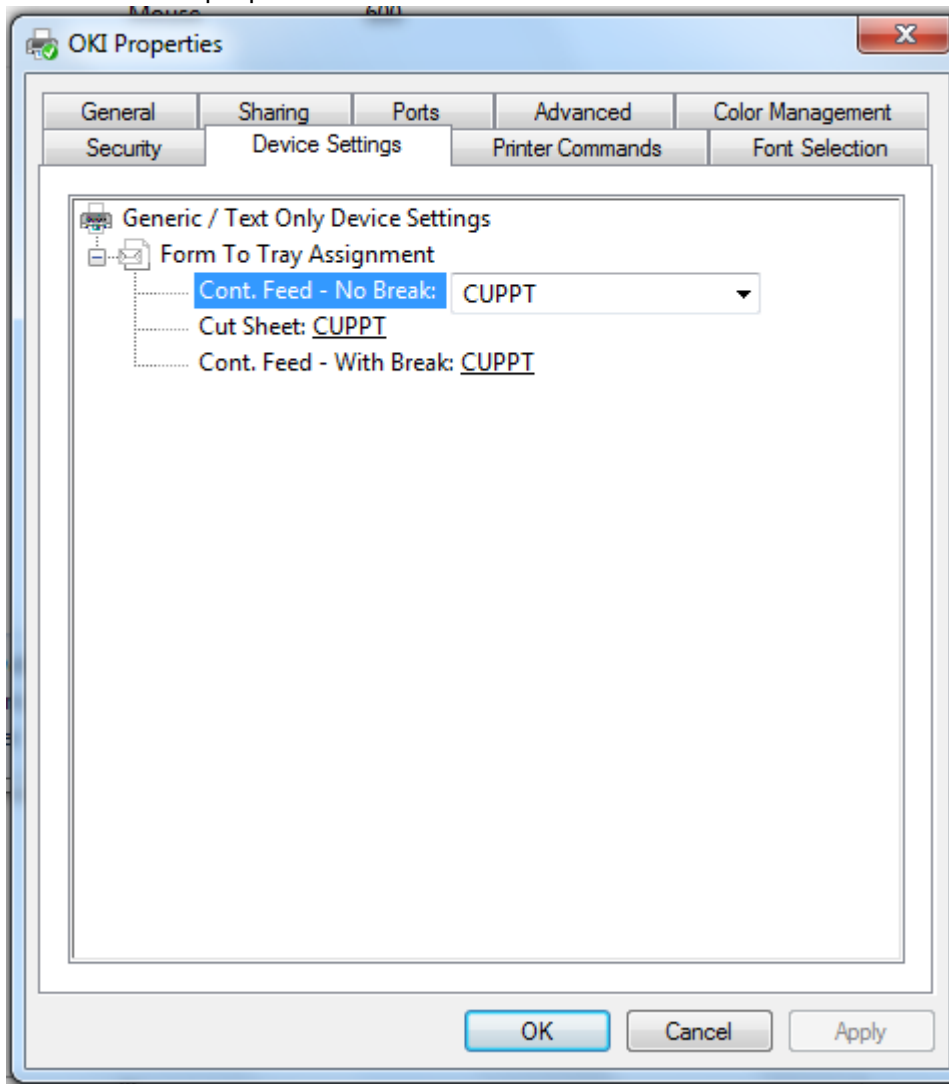 Mouse 600
OKI Properties
General Sharing Ports Advanced Color Management
Security Device Settings Printer Commands Font Selection
Generic / Text Only Device Settings
Form To Tray Assignment
Cont. Feed - No Break: CUPPT
Cut Sheet: CUPPT
Cont. Feed - With Break: CUPPT
OK Cancel Apply